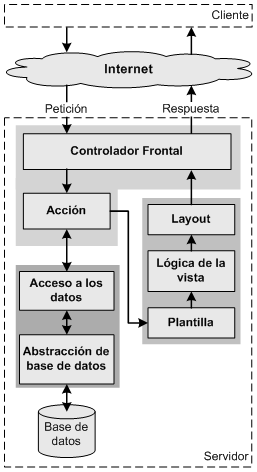 Cliente
Internet
Petición
Respuesta
Controlador Frontal
Acción
Layout
Lógica de la
vista
Acceso a los
datos
Plantilla
Abstracción de
base de datos
Base de
datos
Servidor